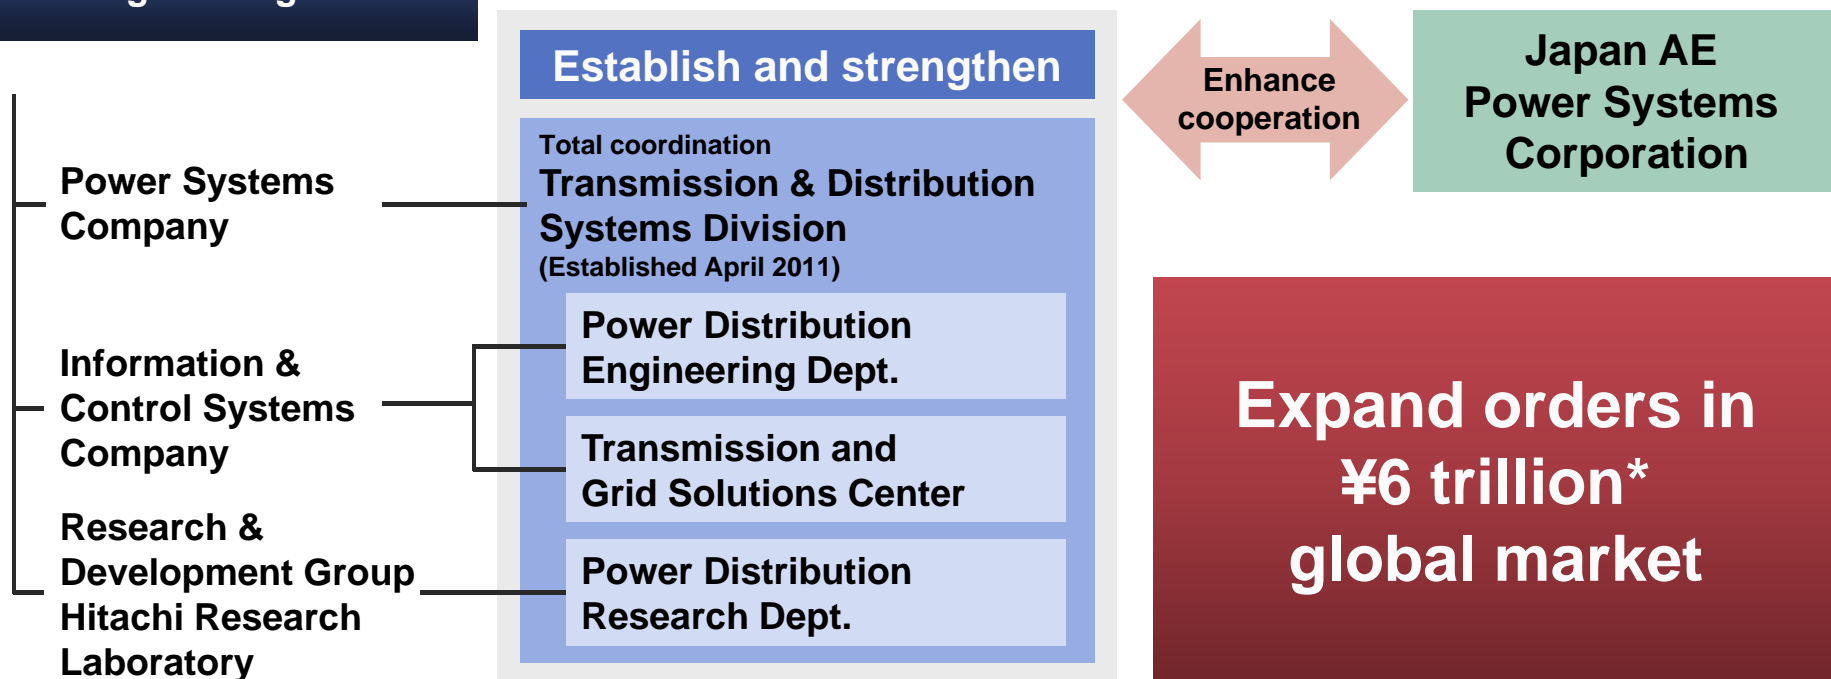 Establish and strengthen
Enhance
cooperation
Japan AE
Power Systems
Corporation
Power Systems
Company
Total coordination
Transmission & Distribution
Systems Division
(Established April 2011)
Information &
Control Systems
Company
Power Distribution
Engineering Dept.
Transmission and
Grid Solutions Center
Research &
Development Group
Hitachi Research
Laboratory
Power Distribution
Research Dept.
Expand orders in
¥6 trillion*
global market